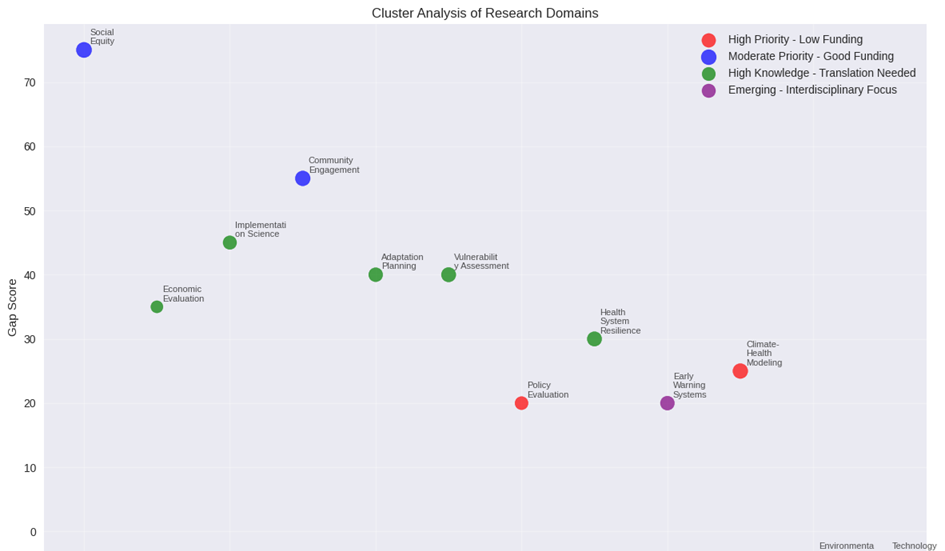 Cluster Analysis of Research Domains
Social
Equity
High Priority - Low Funding
Moderate Priority - Good Funding
High Knowledge - Translation Needed
Emerging - Interdisciplinary Focus
70
60
Community
Engagement
50
Implementati
on Science
Adaptation
Planning
Vulnerabilit
y Assessment
40
Economic
Evaluation
Gap Score
Health
System
Resilience
30
Climate-
Health
Modeling
Policy
Evaluation
Early
Warning
Systems
20
10
0
Environmenta
Technology